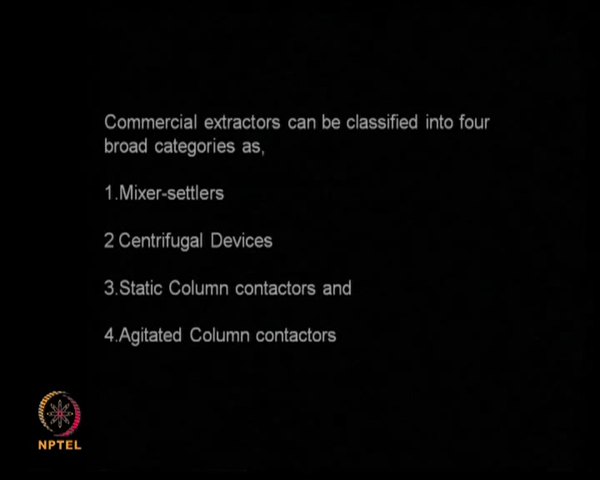 Commercial extractors can be classified into four
broad categories as,
1.Mixer-settlers
2 Centrifugal Devices
3.Static Column contactors and
4.Agitated Column contactors
NPTEL